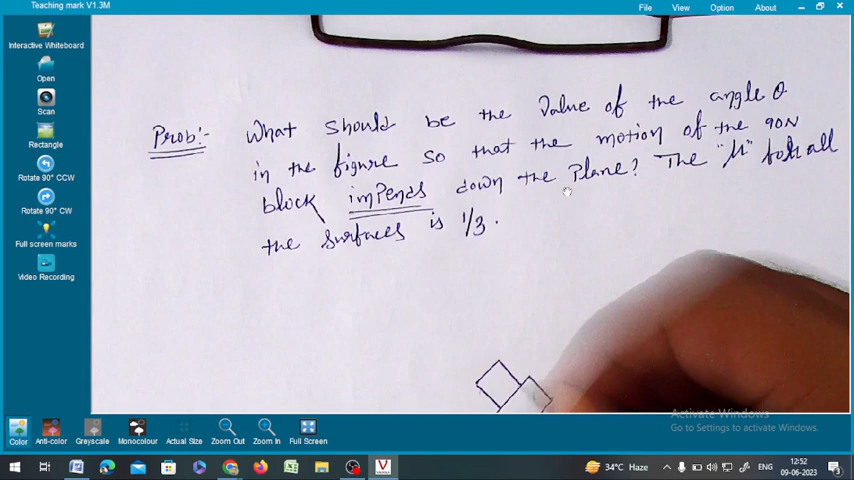 Teaching mark V1.3M
File View Option About
Interactive Whiteboard
Open
Scan
Rectangle
Rotate 90° CCW
Rotate 90° CW
Full screen marks
Video Recording
Prob:- What should be the Value of the angle θ
in the figure so that the motion of the 90N
block impends down the Plane? The "μ" for all
the surfaces is 1/3.
Activate Windows
Go to Settings to activate Windows.
Color Anti-color Greyscale Monocolour Actual Size Zoom Out Zoom In Full Screen
34°C Haze ENG 12:52 09-06-2023